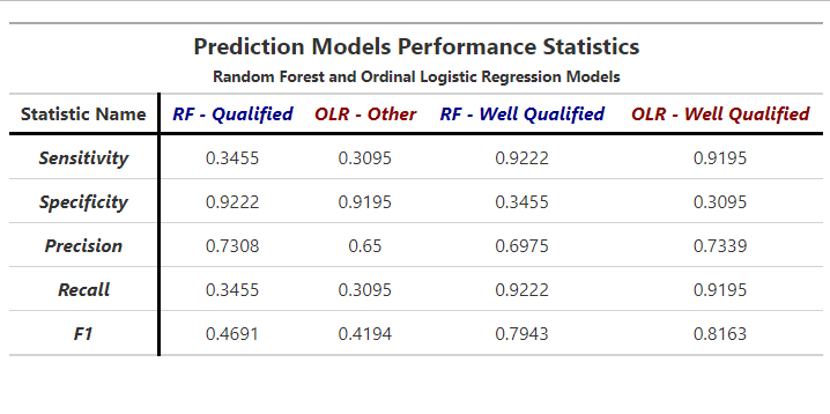 Prediction Models Performance Statistics
Random Forest and Ordinal Logistic Regression Models
Statistic Name RF - Qualified OLR - Other RF - Well Qualified OLR - Well Qualified
Sensitivity 0.3455 0.3095 0.9222 0.9195
Specificity 0.9222 0.9195 0.3455 0.3095
Precision 0.7308 0.65 0.6975 0.7339
Recall 0.3455 0.3095 0.9222 0.9195
F1 0.4691 0.4194 0.7943 0.8163